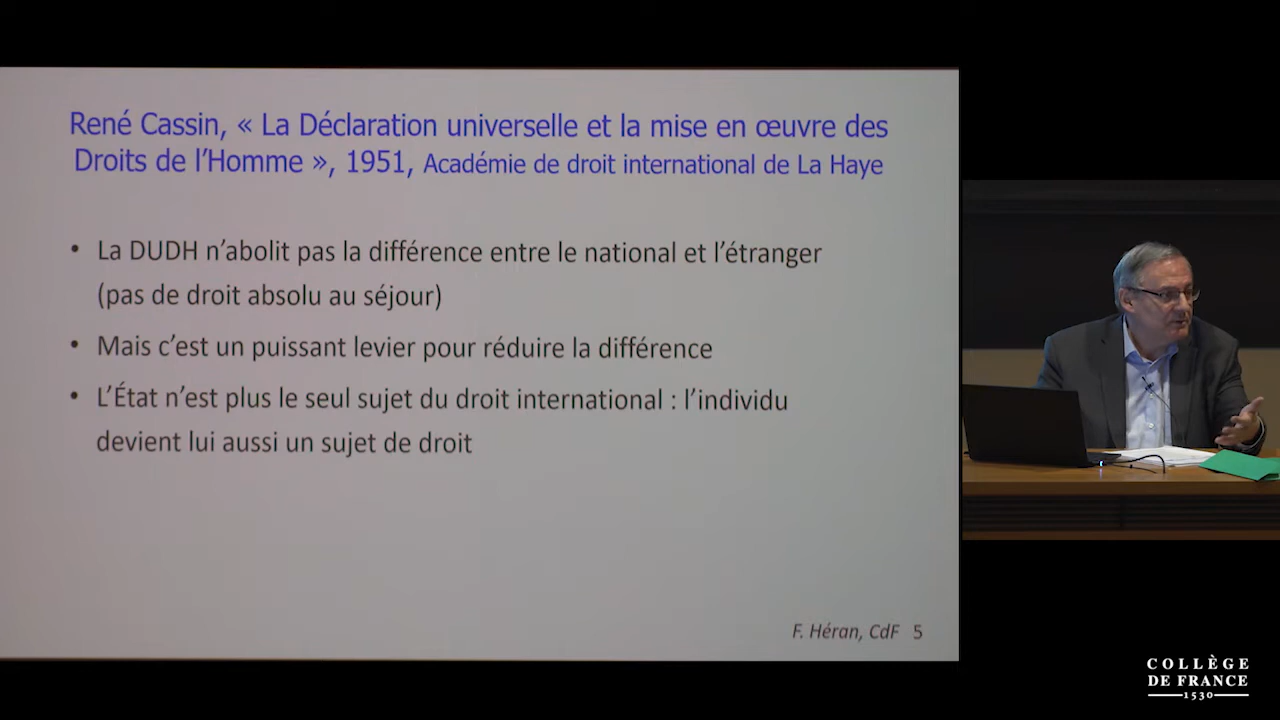 René Cassin, « La Déclaration universelle et la mise en œuvre des
Droits de l’Homme », 1951, Académie de droit international de La Haye
• La DUDH n’abolit pas la différence entre le national et l’étranger
(pas de droit absolu au séjour)
• Mais c’est un puissant levier pour réduire la différence
• L’État n’est plus le seul sujet du droit international : l’individu
devient lui aussi un sujet de droit
F. Héran, CdF 5
COLLÈGE
DE FRANCE
1530